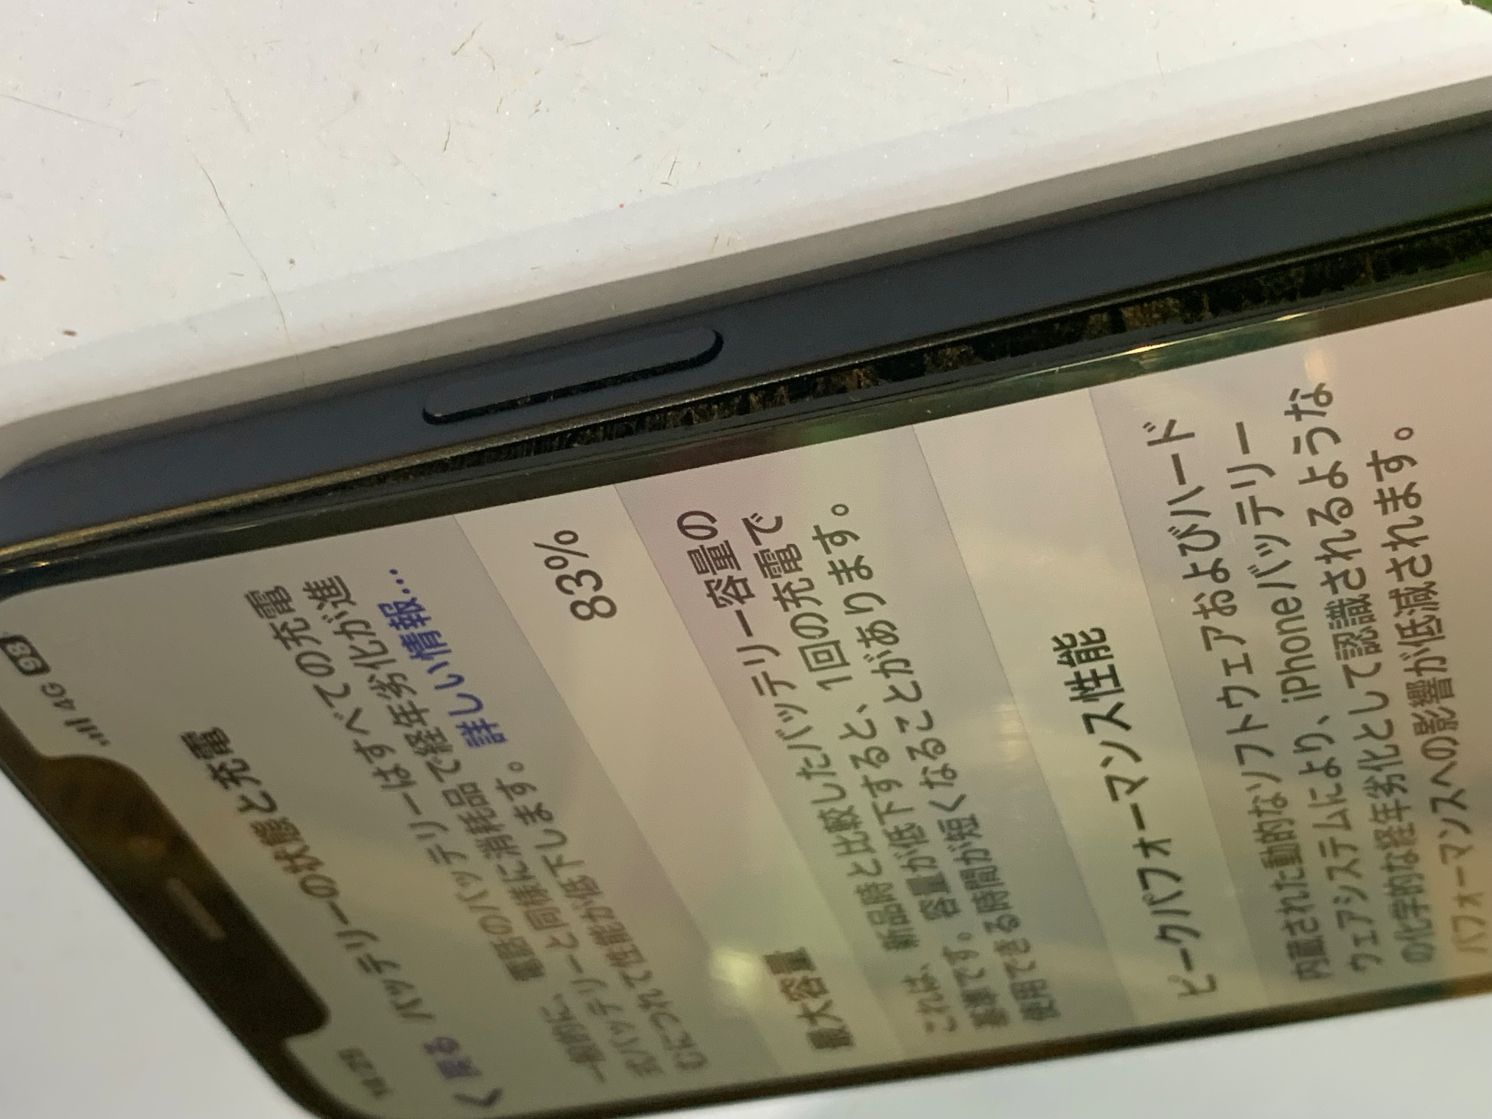 14:25 4G 98
戻る バッテリーの状態と充電
一般的に、電話のバッテリーはすべての充電
式バッテリーと同様に消耗品で経年劣化が進
むにつれて性能が低下します。詳しい情報...
最大容量 83%
これは、新品時と比較したバッテリー容量の
基準です。容量が低下すると、1回の充電で
使用できる時間が短くなることがあります。
ピークパフォーマンス性能
内蔵された動的なソフトウェアおよびハード
ウェアシステムにより、iPhoneバッテリー
の化学的な経年劣化として認識されるような
パフォーマンスへの影響が低減されます。